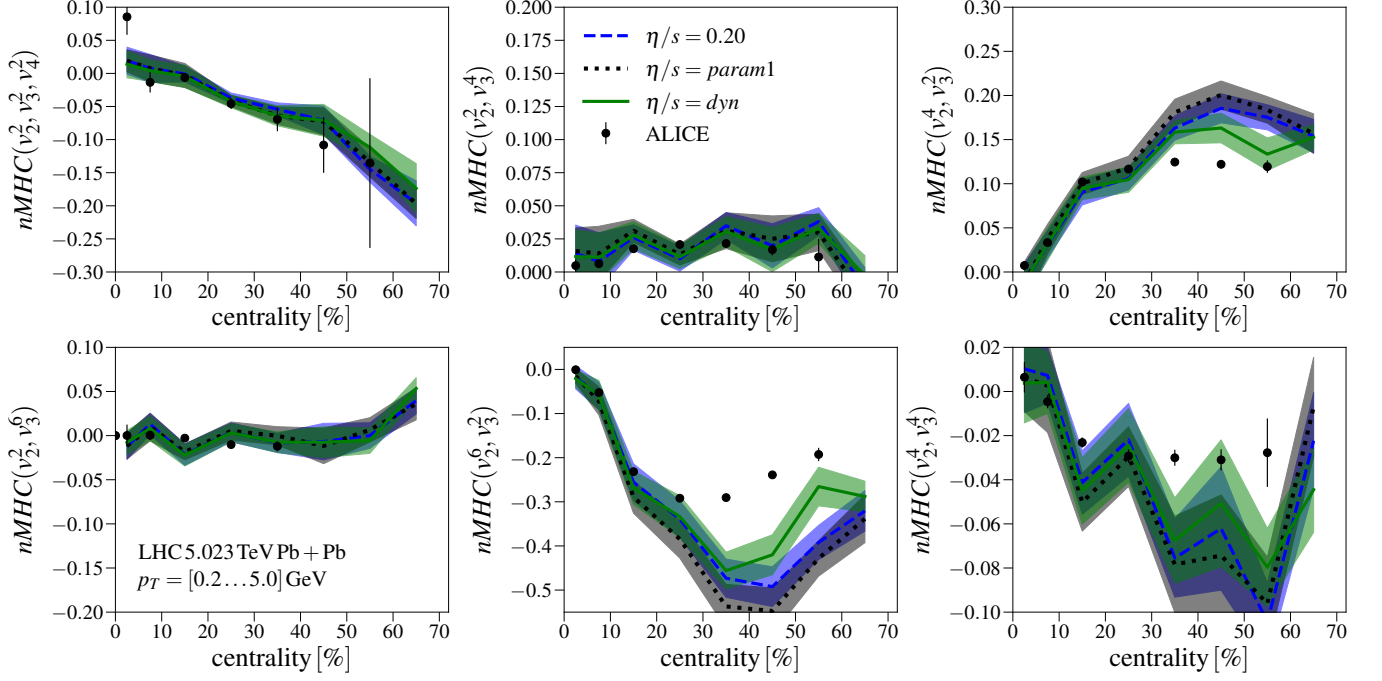 0.10
0.05
0.00
−0.05
−0.10
−0.15
−0.20
−0.25
−0.30
nMHC(v_2^2, v_3^2, v_4^2)
0 10 20 30 40 50 60 70
centrality [%]
0.200
0.175
0.150
0.125
0.100
0.075
0.050
0.025
0.000
nMHC(v_2^2, v_3^4)
η/s = 0.20
η/s = param1
η/s = dyn
ALICE
0 10 20 30 40 50 60 70
centrality [%]
0.30
0.25
0.20
0.15
0.10
0.05
0.00
nMHC(v_2^4, v_3^2)
0 10 20 30 40 50 60 70
centrality [%]
0.10
0.05
0.00
−0.05
−0.10
−0.15
−0.20
nMHC(v_2^2, v_3^6)
LHC 5.023 TeV Pb + Pb
p_T = [0.2…5.0] GeV
0 10 20 30 40 50 60 70
centrality [%]
0.0
−0.1
−0.2
−0.3
−0.4
−0.5
nMHC(v_2^6, v_3^2)
0 10 20 30 40 50 60 70
centrality [%]
0.02
0.00
−0.02
−0.04
−0.06
−0.08
−0.10
nMHC(v_2^4, v_3^4)
0 10 20 30 40 50 60 70
centrality [%]